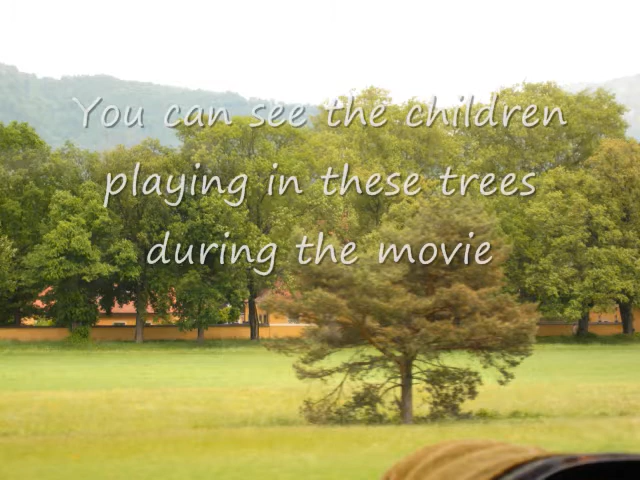 You can see the children
playing in these trees
during the movie